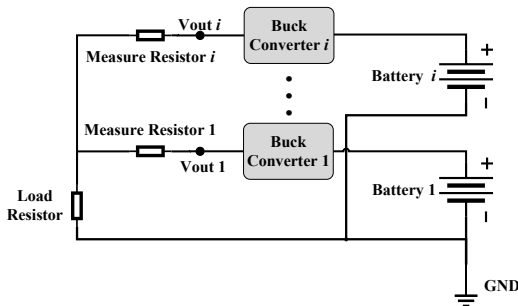 Vout i
Buck
Converter i
Measure Resistor i
Battery i
+
-
Measure Resistor 1
Buck
Converter 1
Vout 1
Battery 1
+
-
Load
Resistor
GND